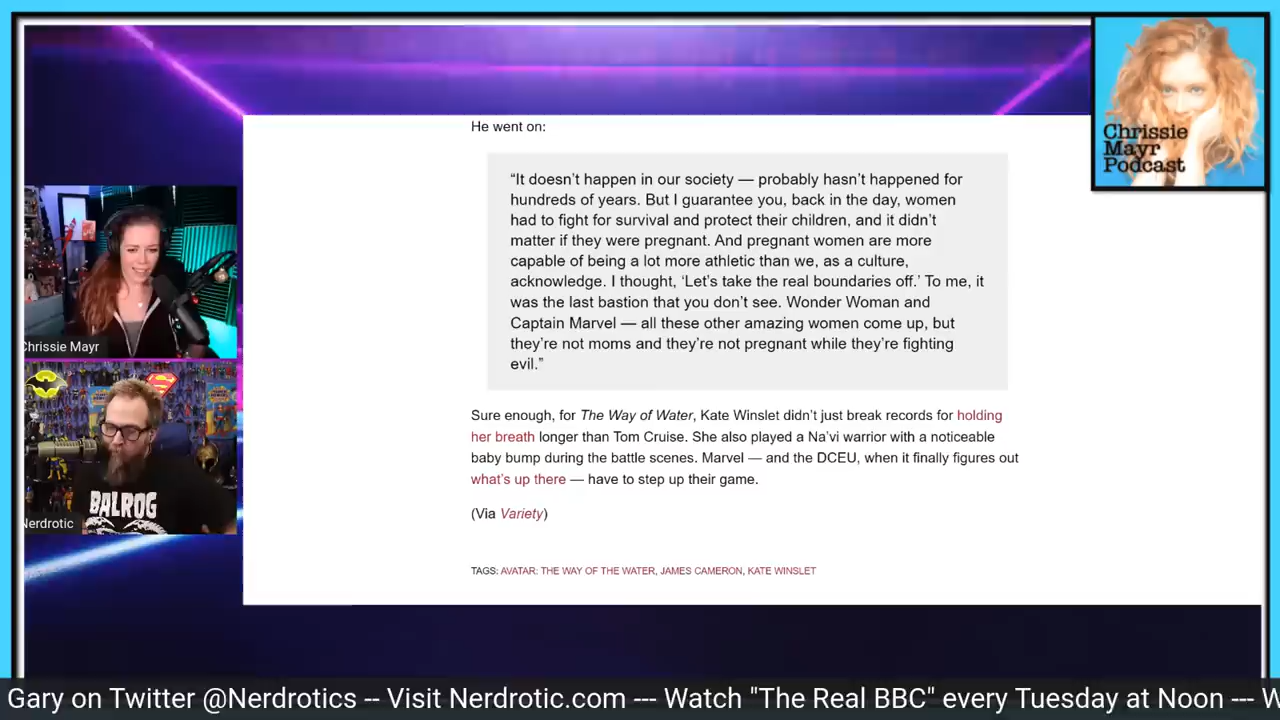 Chrissie
Mayr
Podcast
He went on:
“It doesn’t happen in our society — probably hasn’t happened for
hundreds of years. But I guarantee you, back in the day, women
had to fight for survival and protect their children, and it didn’t
matter if they were pregnant. And pregnant women are more
capable of being a lot more athletic than we, as a culture,
acknowledge. I thought, ‘Let’s take the real boundaries off.’ To me, it
was the last bastion that you don’t see. Wonder Woman and
Captain Marvel — all these other amazing women come up, but
they’re not moms and they’re not pregnant while they’re fighting
evil.”
Sure enough, for The Way of Water, Kate Winslet didn’t just break records for holding
her breath longer than Tom Cruise. She also played a Na’vi warrior with a noticeable
baby bump during the battle scenes. Marvel — and the DCEU, when it finally figures out
what’s up there — have to step up their game.
(Via Variety)
TAGS: AVATAR: THE WAY OF THE WATER, JAMES CAMERON, KATE WINSLET
Chrissie Mayr
BALROG
Nerdrotic
Gary on Twitter @Nerdrotics -- Visit Nerdrotic.com --- Watch "The Real BBC" every Tuesday at Noon --- W